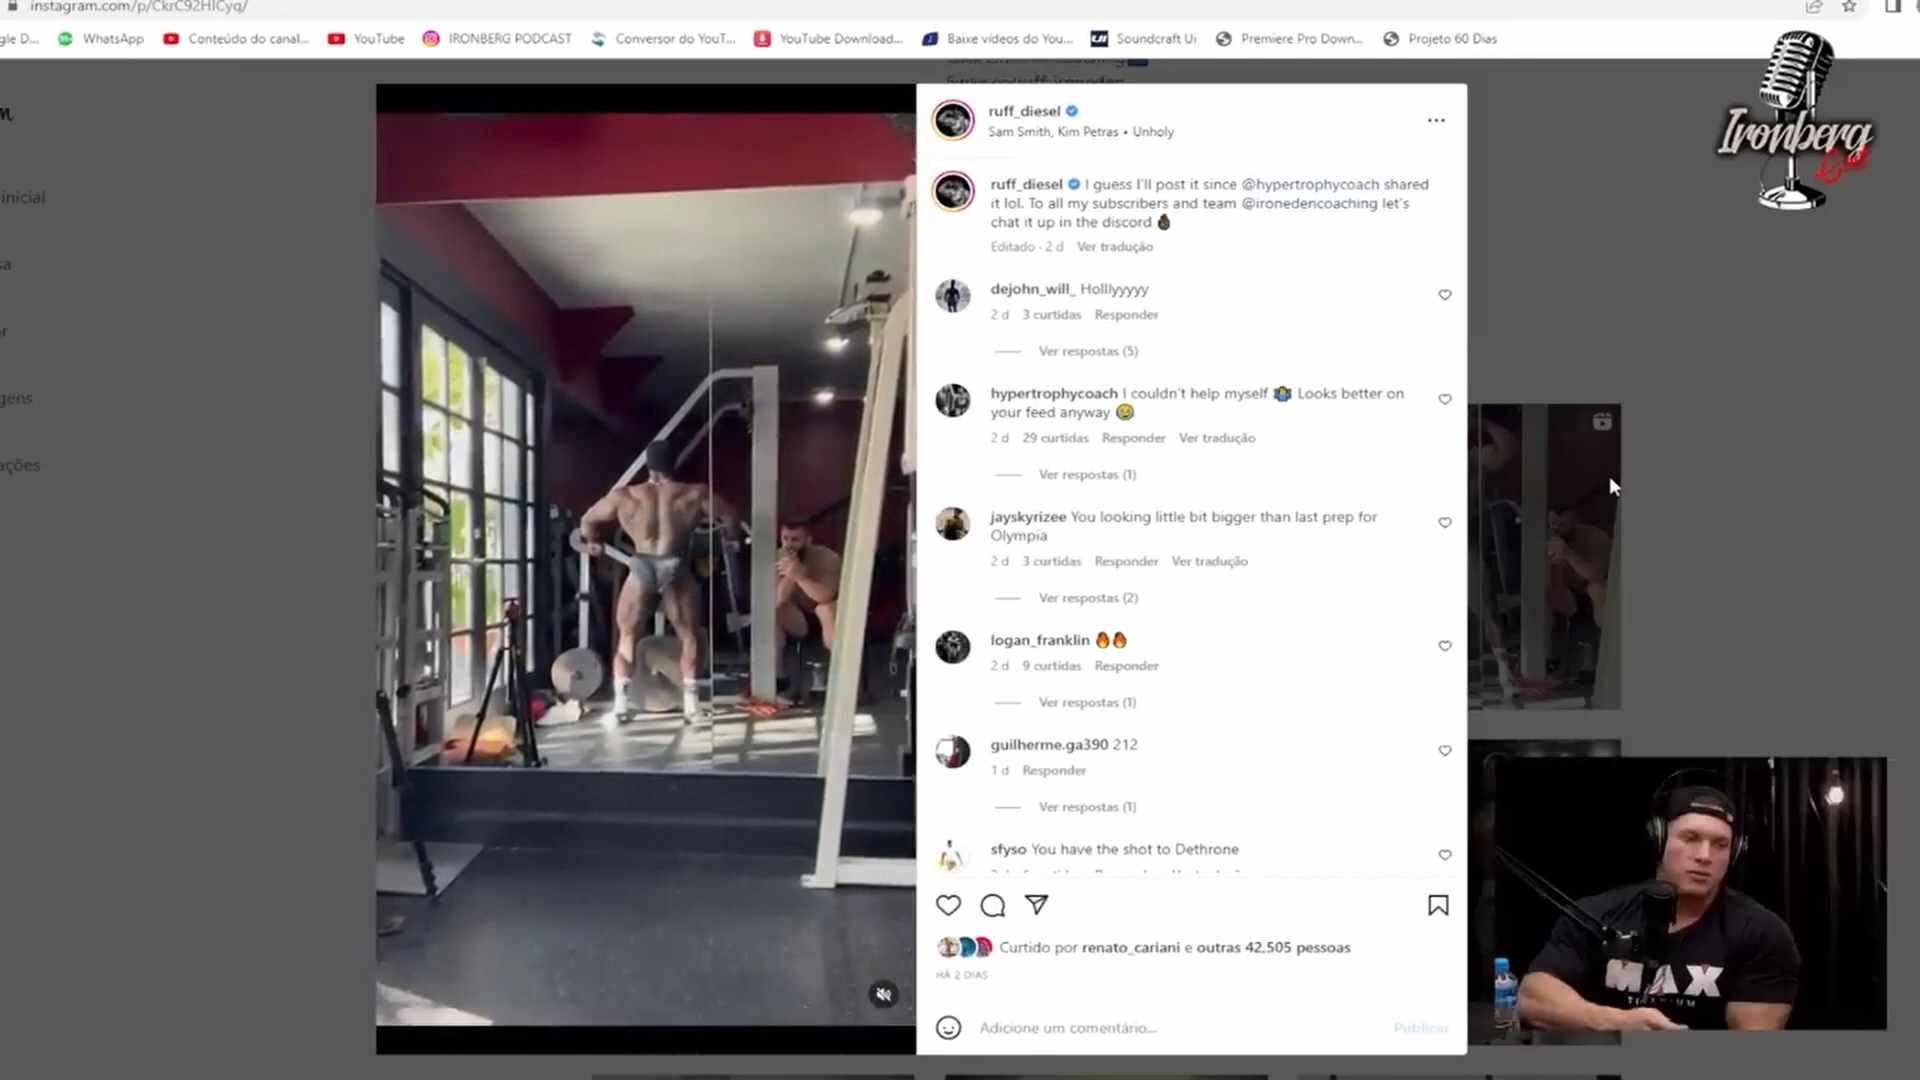 instagram.com/p/CkrC92HICyq/
gle D...
WhatsApp
Conteúdo do canal...
YouTube
IRONBERG PODCAST
Conversor do YouT...
YouTube Download...
Baixe vídeos do You...
Soundcraft Ui
Premiere Pro Down...
Projeto 60 Dias
Ironberg
Cast
inicial
sa
ar
gens
ações
ruff_diesel
Sam Smith, Kim Petras • Unholy
ruff_diesel I guess I'll post it since @hypertrophycoach shared
it lol. To all my subscribers and team @ironedencoaching let's
chat it up in the discord
Editado · 2 d Ver tradução
dejohn_will_ Holllyyyyy
2 d 3 curtidas Responder
Ver respostas (5)
hypertrophycoach I couldn't help myself 🤷‍♂️ Looks better on
your feed anyway 😂
2 d 29 curtidas Responder Ver tradução
Ver respostas (1)
jayskyrizee You looking little bit bigger than last prep for
Olympia
2 d 3 curtidas Responder Ver tradução
Ver respostas (2)
logan_franklin 🔥🔥
2 d 9 curtidas Responder
Ver respostas (1)
guilherme.ga390 212
1 d Responder
Ver respostas (1)
sfyso You have the shot to Dethrone
Curtido por renato_cariani e outras 42,505 pessoas
HÁ 2 DIAS
Adicione um comentário...
Publicar
MAX
TITANIUM